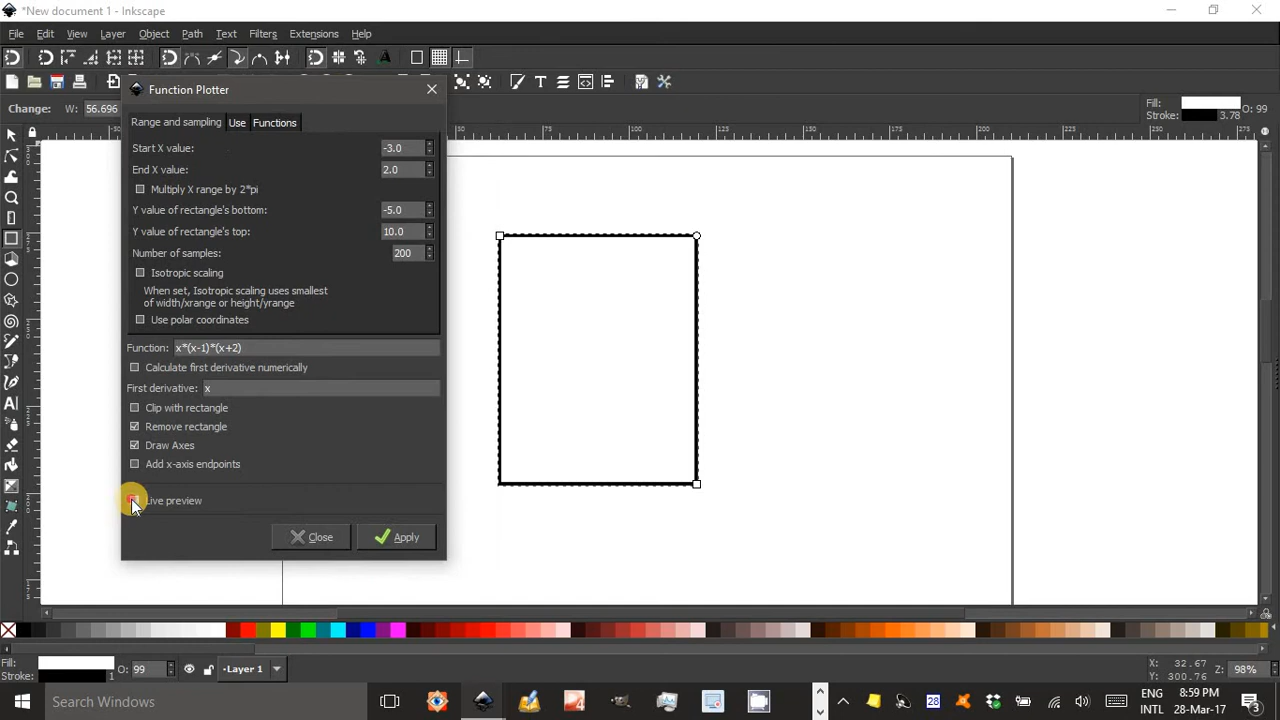 *New document 1 - Inkscape
File Edit View Layer Object Path Text Filters Extensions Help
Change: W: 56.696
Fill: O: 99
Stroke: 3.78
Function Plotter
Range and sampling Use Functions
Start X value: -3.0
End X value: 2.0
Multiply X range by 2*pi
Y value of rectangle's bottom: -5.0
Y value of rectangle's top: 10.0
Number of samples: 200
Isotropic scaling
When set, Isotropic scaling uses smallest
of width/xrange or height/yrange
Use polar coordinates
Function: x*(x-1)*(x+2)
Calculate first derivative numerically
First derivative: x
Clip with rectangle
Remove rectangle
Draw Axes
Add x-axis endpoints
Live preview
Close Apply
Fill: O: 99 Layer 1 X: 32.67 Z: 98%
Stroke: 1 Y: 300.76
Search Windows
28
ENG 8:59 PM
INTL 28-Mar-17
3